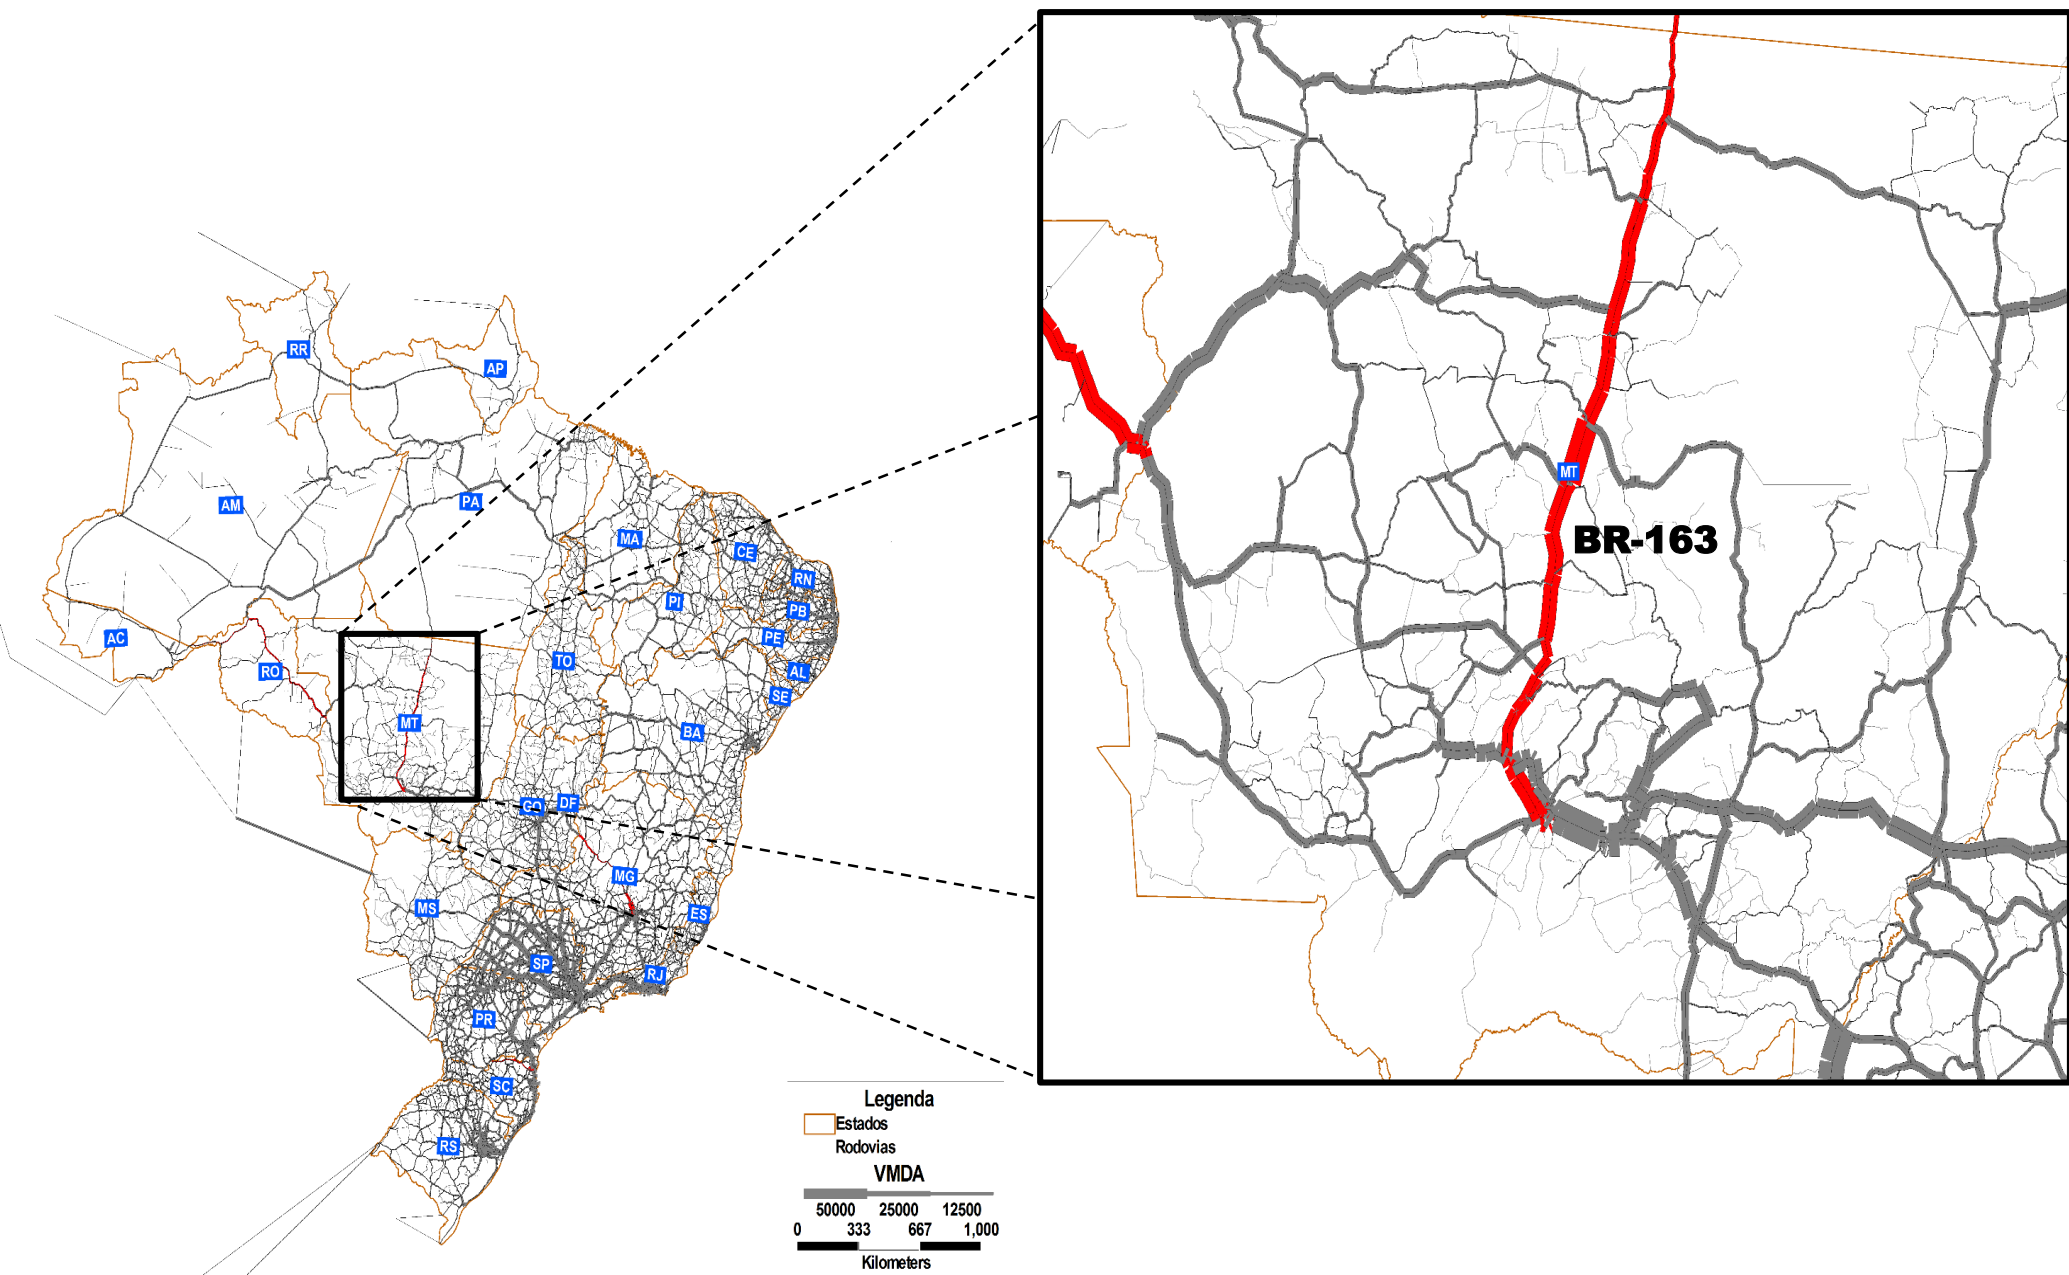 RR
AP
AM
PA
MA
CE
RN
PB
PI
PE
AC
AL
RO
TO
SE
MT
BA
GO
DF
MG
MS
ES
SP
RJ
PR
SC
RS
MT
BR-163
Legenda
Estados
Rodovias
VMDA
50000 25000 12500
0 333 667 1,000
Kilometers